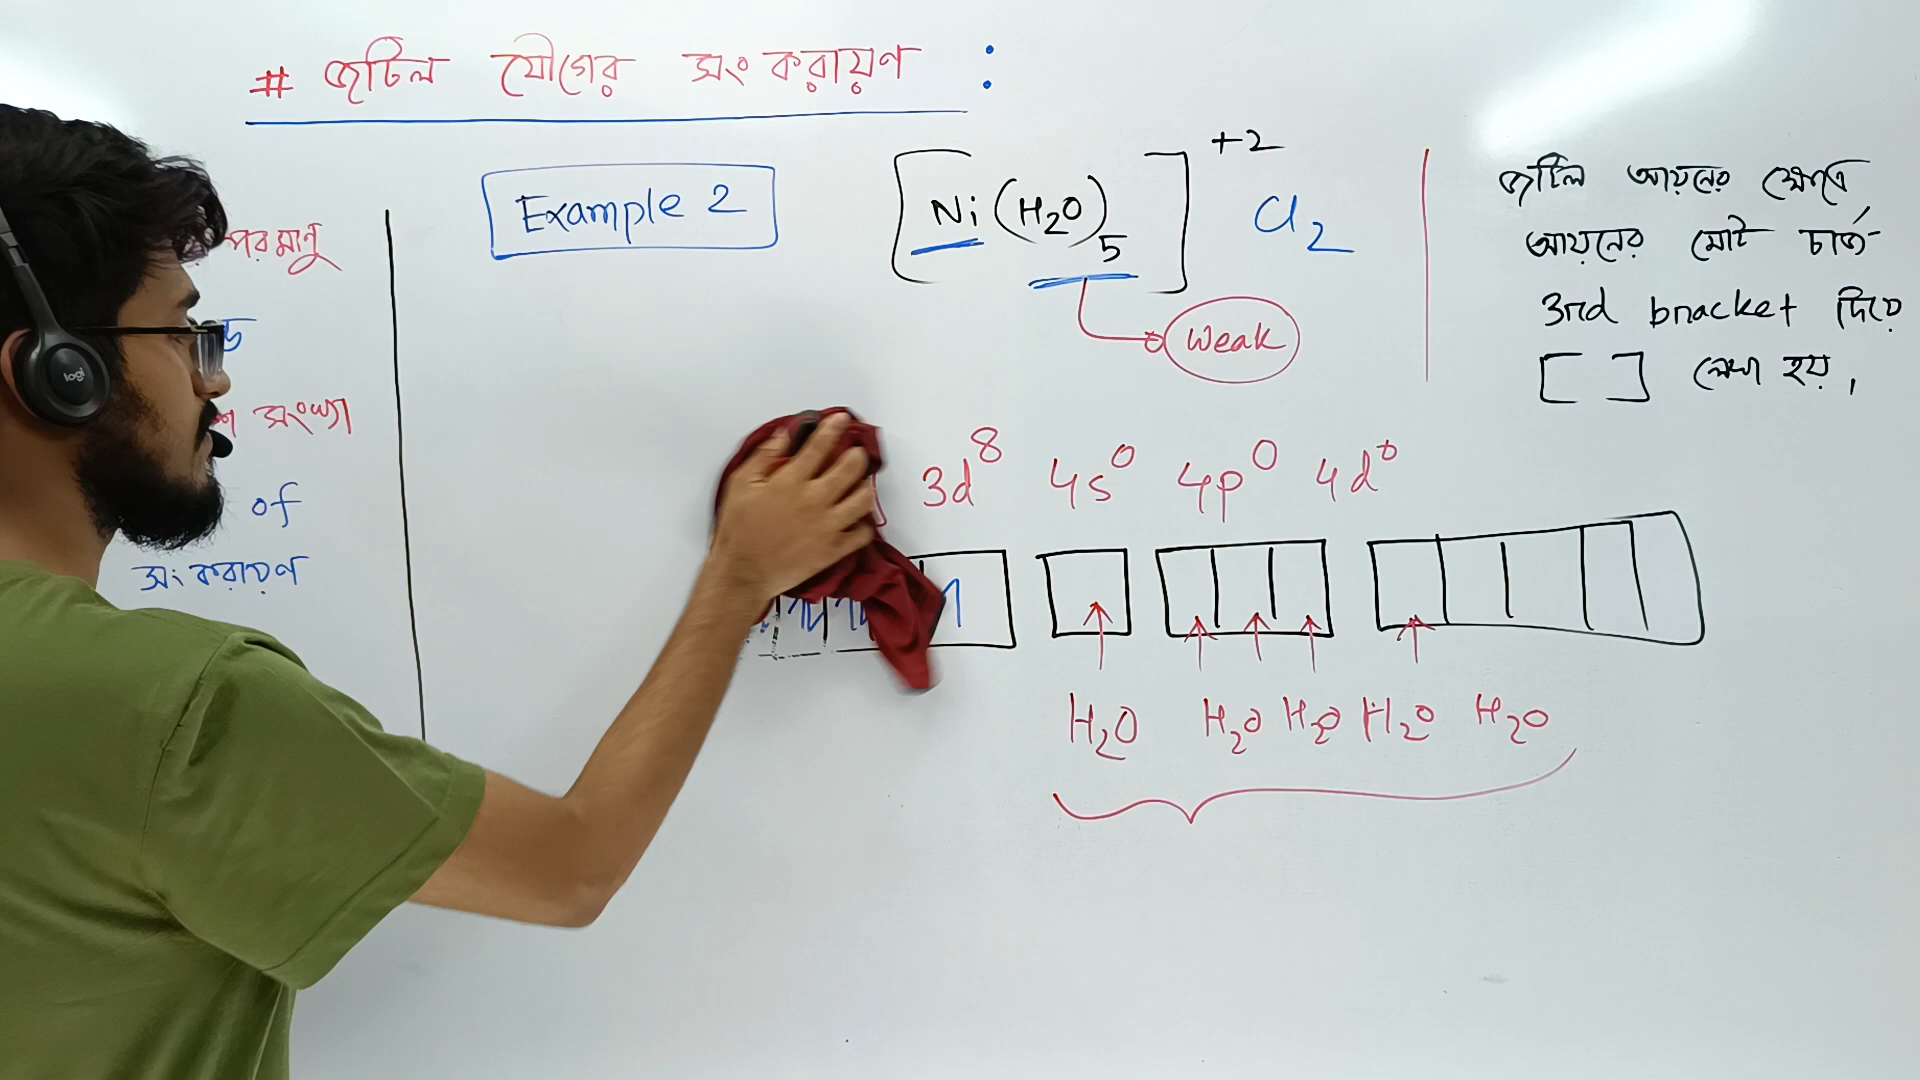 # জটিল যৌগের সংকরায়ণ :
Example 2
[Ni(H₂O)₅]⁺² Cl₂
Weak
জটিল আয়নের ক্ষেত্রে
আয়নের মোট চার্জ
3rd bracket দিয়ে
[ ] লেখা হয়।
পরমাণু
সংখ্যা
of
সংকরায়ণ
3d⁸ 4s⁰ 4p⁰ 4d⁰
H₂O H₂O H₂O H₂O H₂O
logi